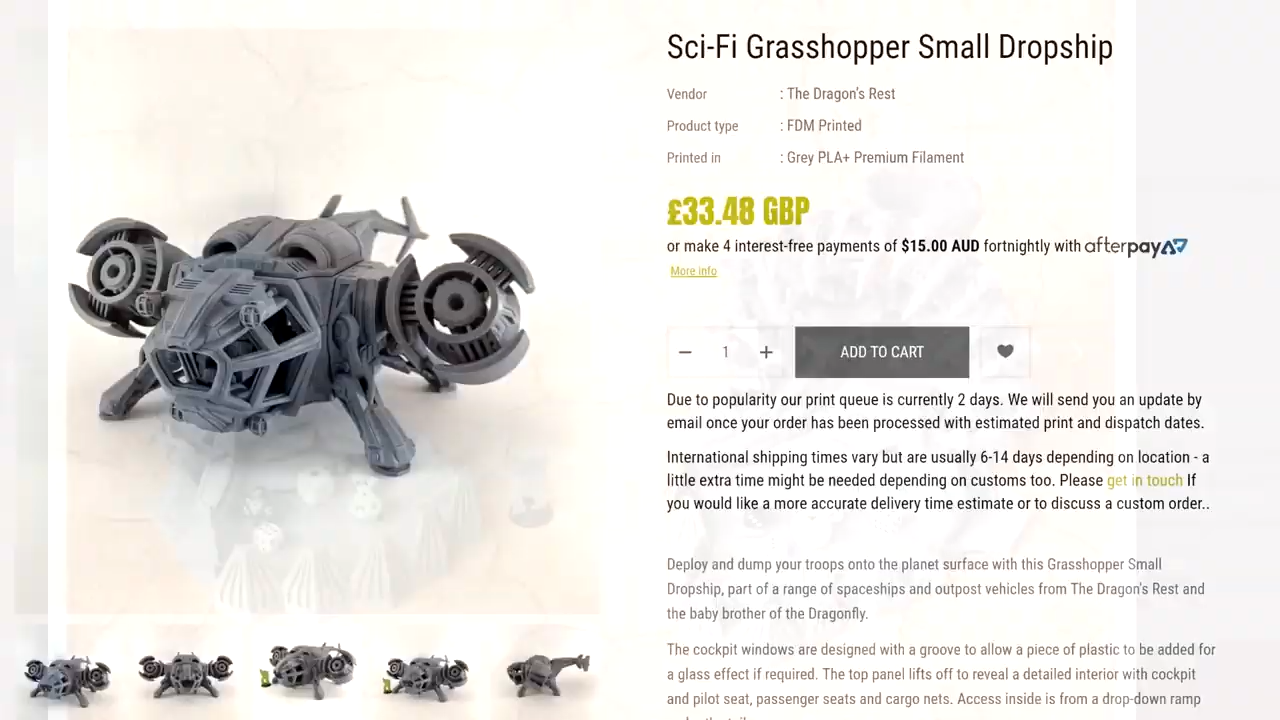 Sci-Fi Grasshopper Small Dropship
Vendor : The Dragon's Rest
Product type : FDM Printed
Printed in : Grey PLA+ Premium Filament
£33.48 GBP
or make 4 interest-free payments of $15.00 AUD fortnightly with afterpay
More info
1
ADD TO CART
Due to popularity our print queue is currently 2 days. We will send you an update by
email once your order has been processed with estimated print and dispatch dates.
International shipping times vary but are usually 6-14 days depending on location - a
little extra time might be needed depending on customs too. Please get in touch If
you would like a more accurate delivery time estimate or to discuss a custom order..
Deploy and dump your troops onto the planet surface with this Grasshopper Small
Dropship, part of a range of spaceships and outpost vehicles from The Dragon's Rest and
the baby brother of the Dragonfly.
The cockpit windows are designed with a groove to allow a piece of plastic to be added for
a glass effect if required. The top panel lifts off to reveal a detailed interior with cockpit
and pilot seat, passenger seats and cargo nets. Access inside is from a drop-down ramp